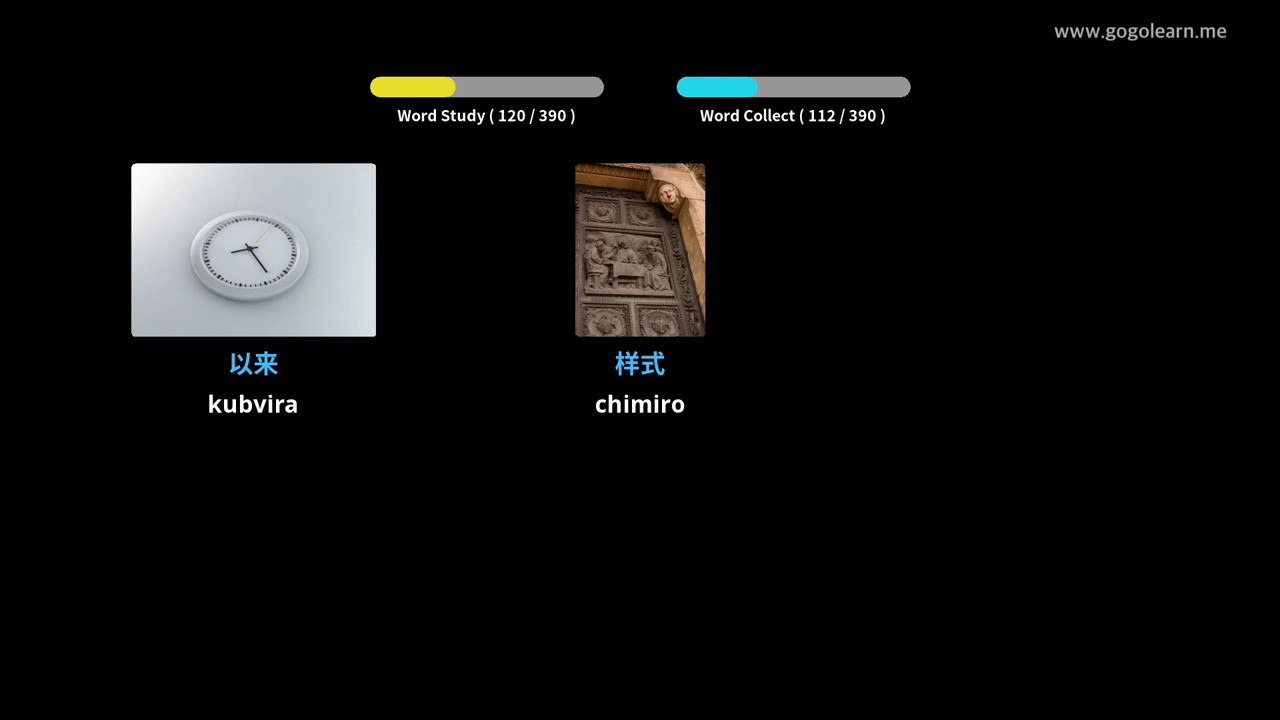 www.gogolearn.me
Word Study ( 120 / 390 )
Word Collect ( 112 / 390 )
以来
kubvira
样式
chimiro